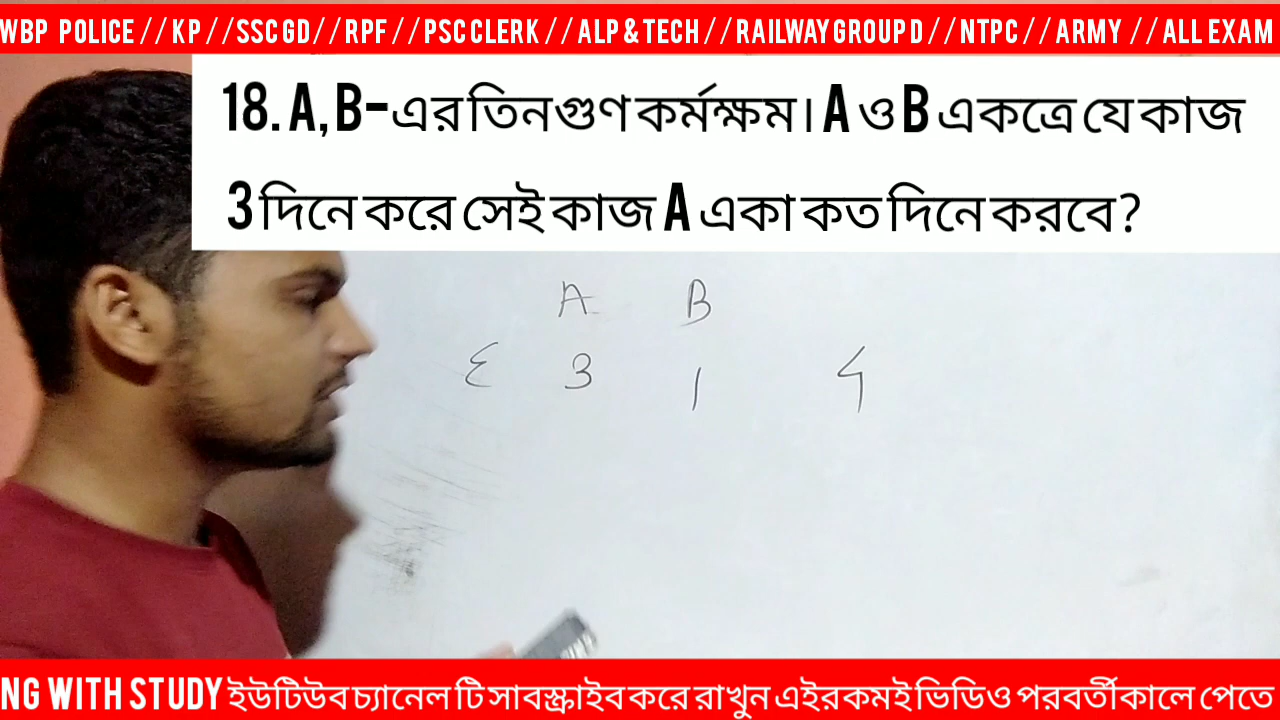 WBP POLICE // KP // SSC GD // RPF // PSC CLERK // ALP & TECH // RAILWAY GROUP D // NTPC // ARMY // ALL EXAM
18. A, B-এর তিন গুণ কর্মক্ষম। A ও B একত্রে যে কাজ
3 দিনে করে সেই কাজ A একা কত দিনে করবে?
A B
ε 3 1 4
NG WITH STUDY ইউটিউব চ্যানেল টি সাবস্ক্রাইব করে রাখুন এইরকমই ভিডিও পরবর্তীকালে পেতে